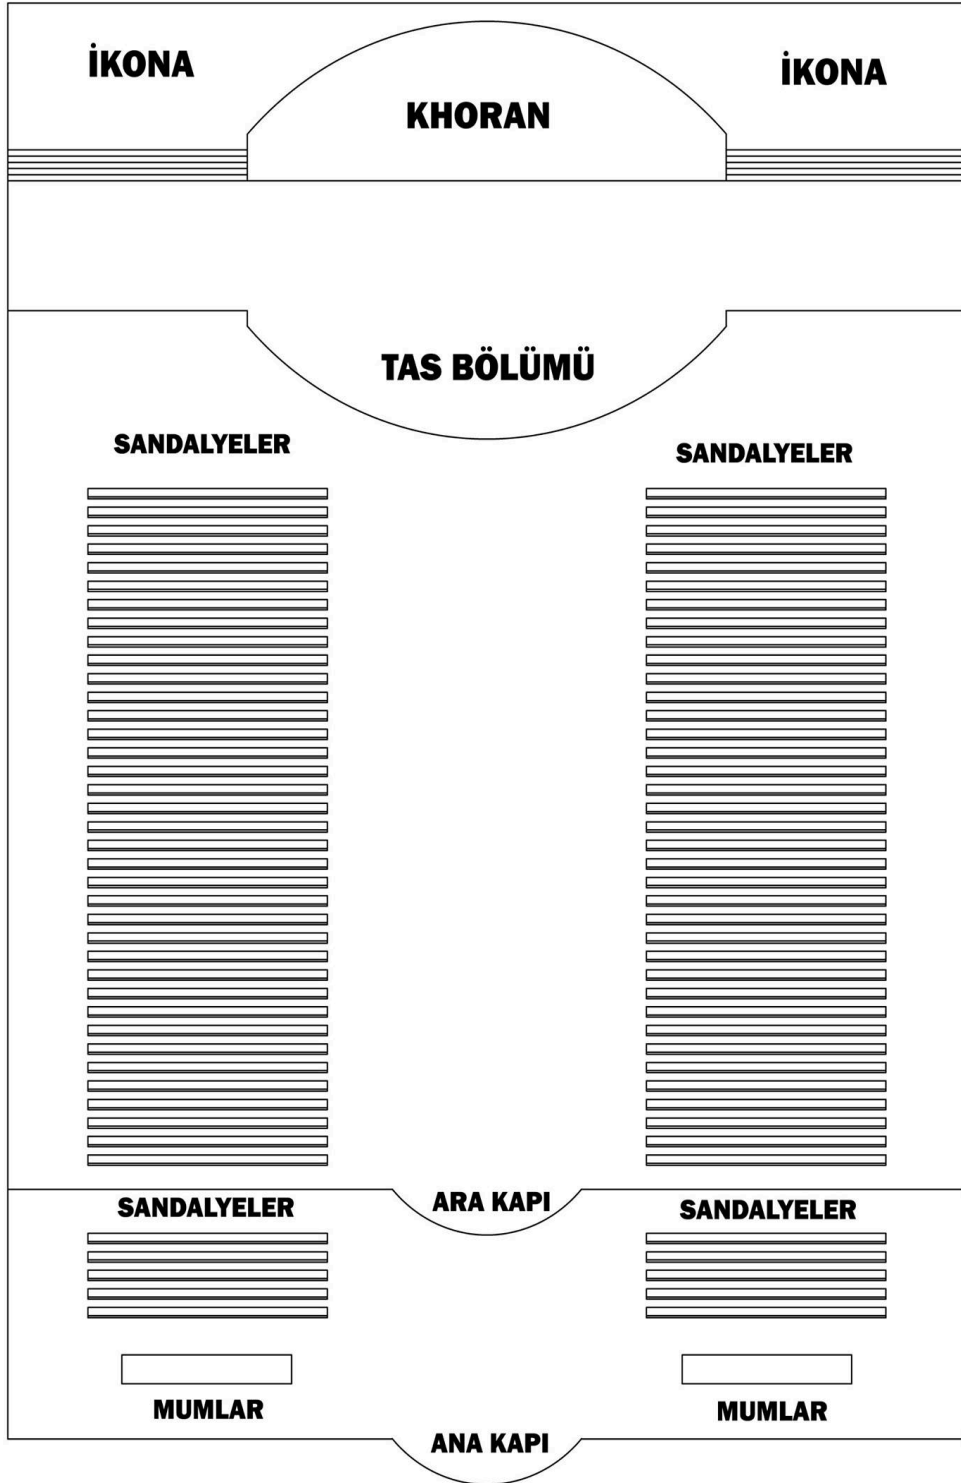 İKONA
İKONA
KHORAN
TAS BÖLÜMÜ
SANDALYELER
SANDALYELER
ARA KAPI
SANDALYELER
SANDALYELER
MUMLAR
MUMLAR
ANA KAPI